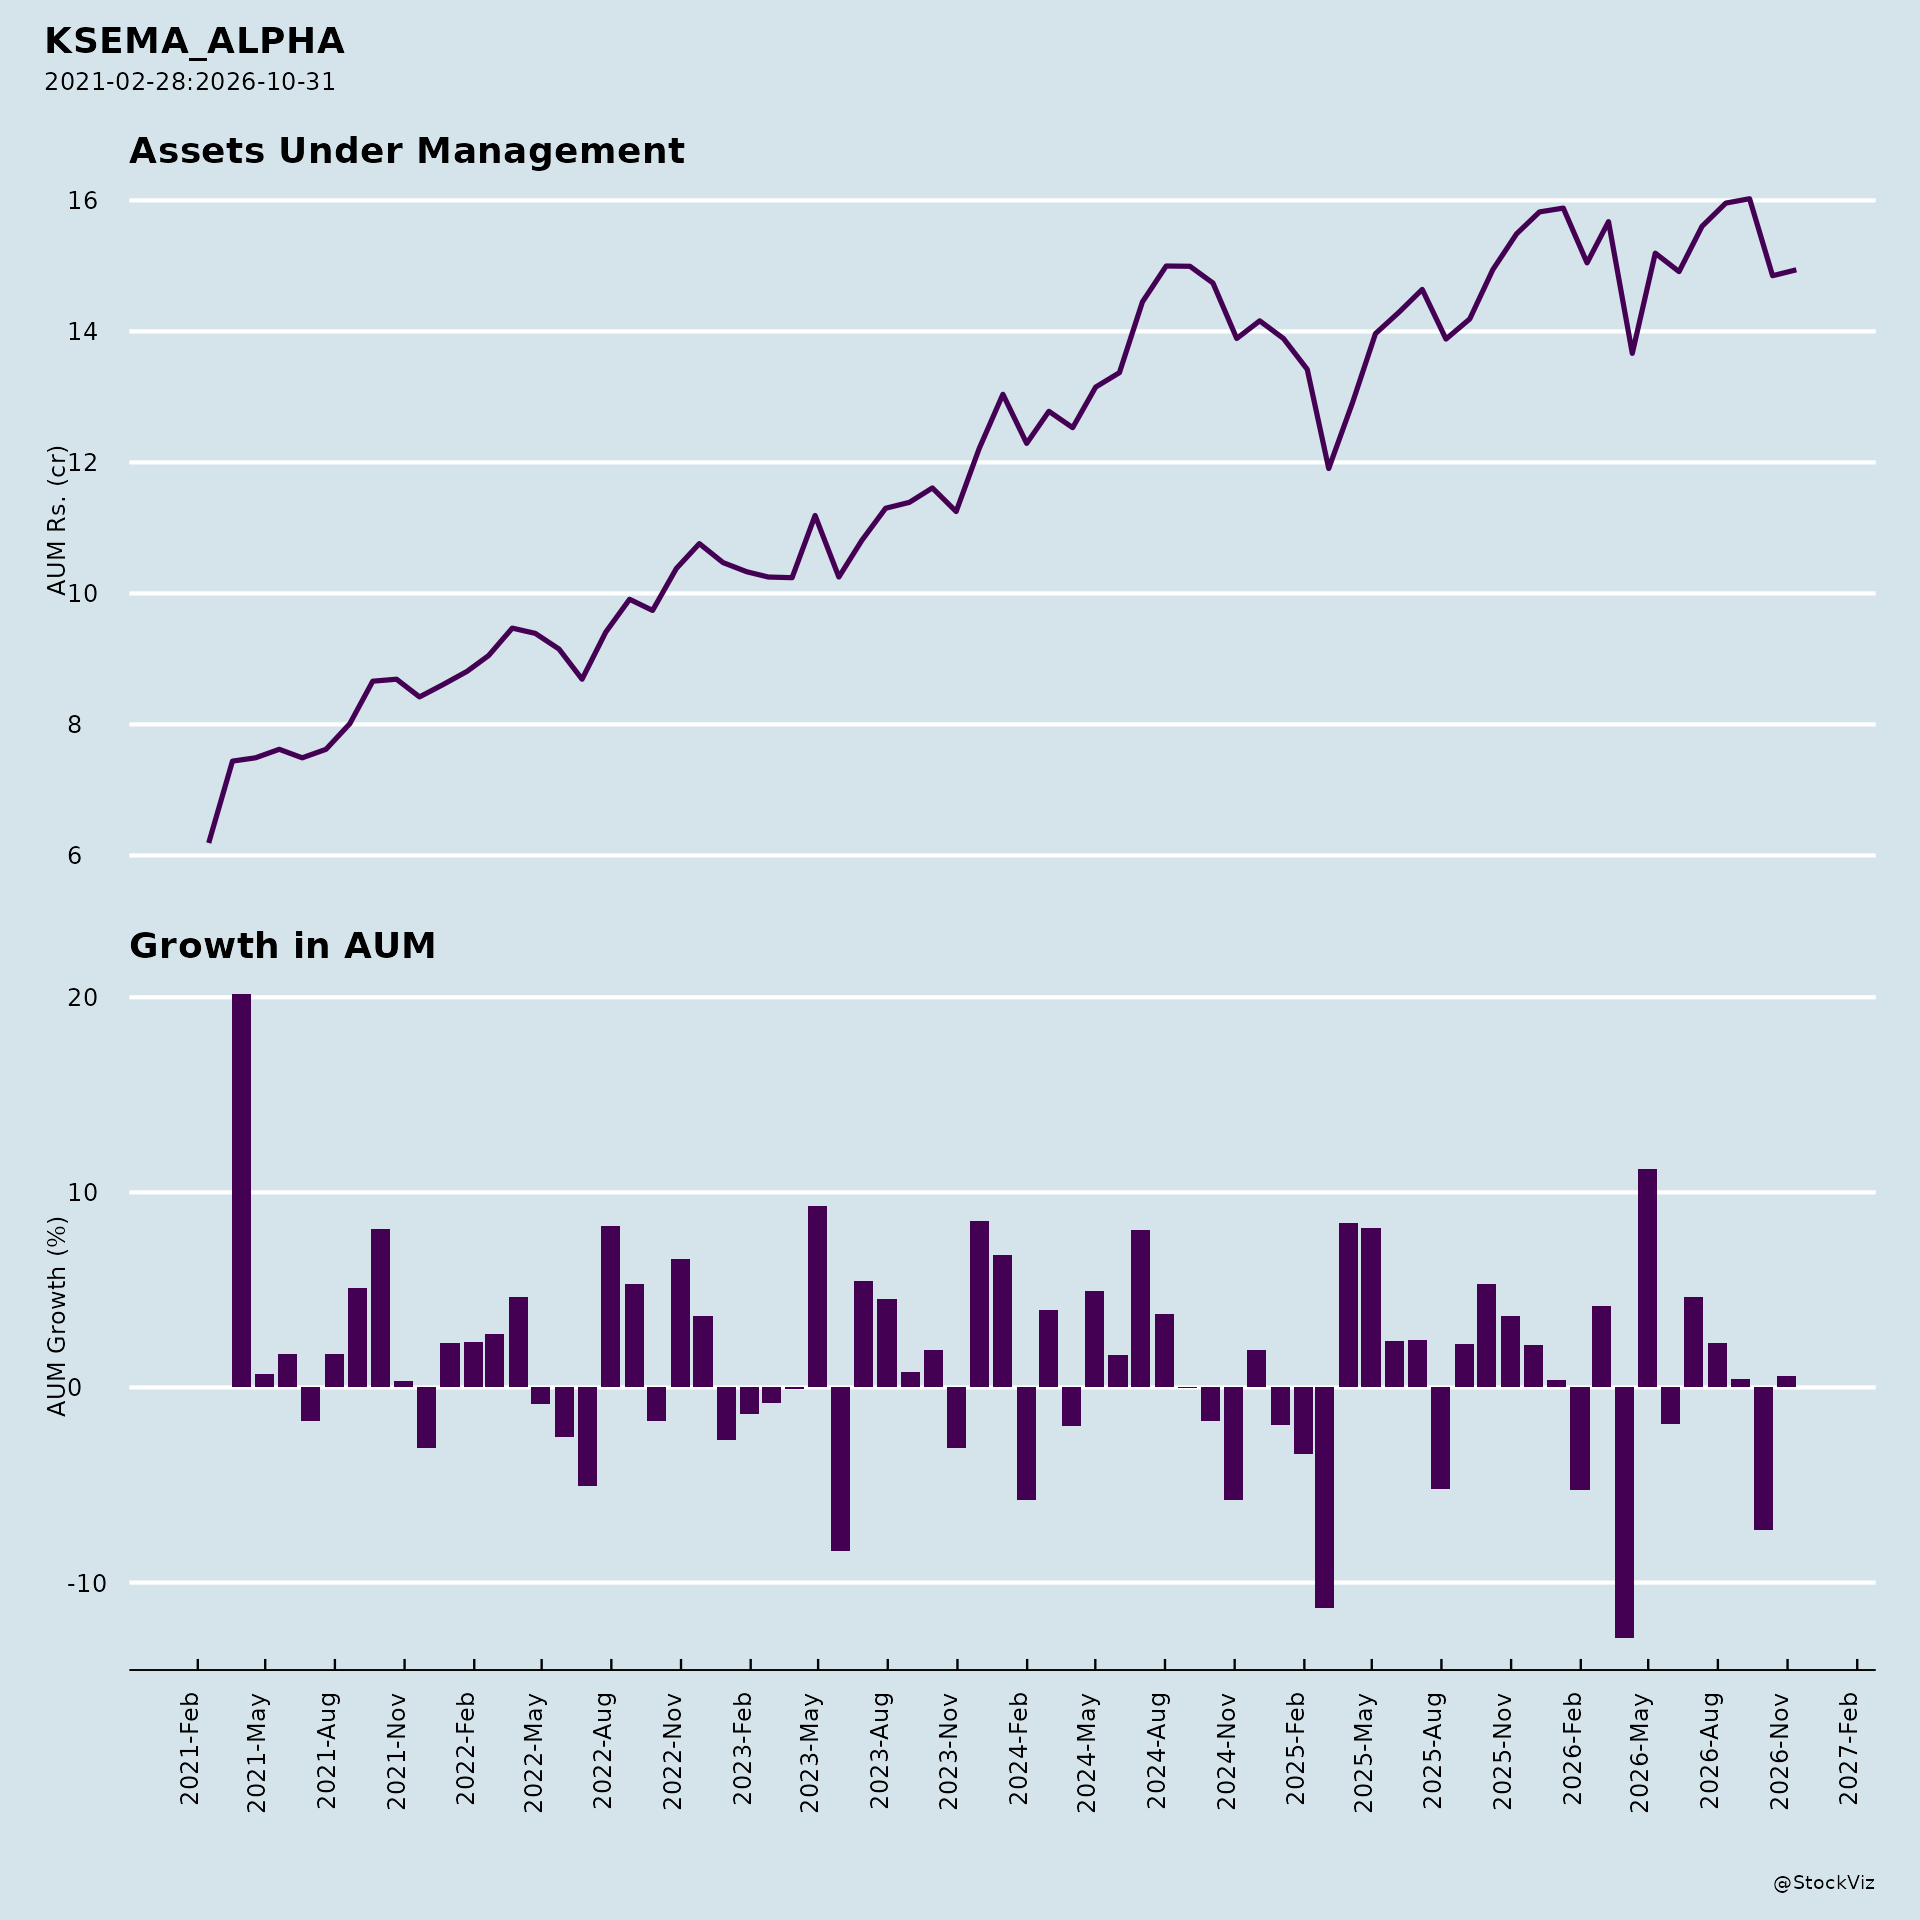 KSEMA_ALPHA
2021-02-28:2026-10-31
Assets Under Management
16
14
12
10
8
6
AUM Rs. (cr)
Growth in AUM
20
10
0
-10
AUM Growth (%)
2021-Feb
2021-May
2021-Aug
2021-Nov
2022-Feb
2022-May
2022-Aug
2022-Nov
2023-Feb
2023-May
2023-Aug
2023-Nov
2024-Feb
2024-May
2024-Aug
2024-Nov
2025-Feb
2025-May
2025-Aug
2025-Nov
2026-Feb
2026-May
2026-Aug
2026-Nov
2027-Feb
@StockViz